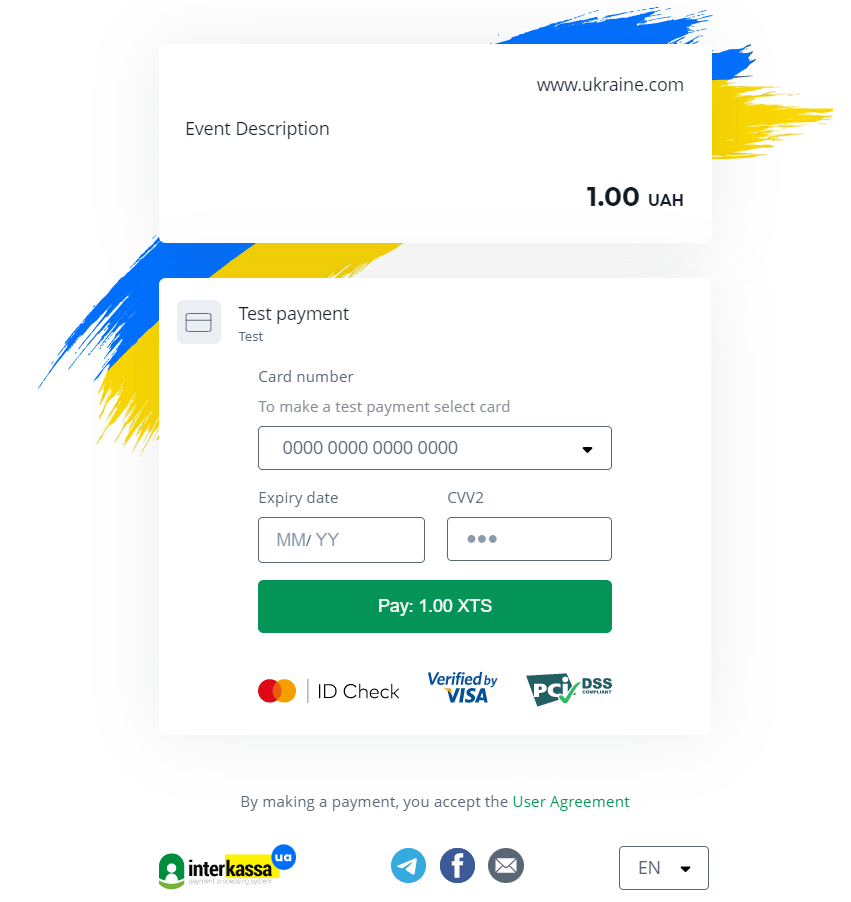 www.ukraine.com
Event Description
1.00 UAH
Test payment
Test
Card number
To make a test payment select card
0000 0000 0000 0000
Expiry date CVV2
MM/ YY •••
Pay: 1.00 XTS
ID Check Verified by VISA PCI DSS COMPLIANT
By making a payment, you accept the User Agreement
interkassa ua
payment processing system
EN